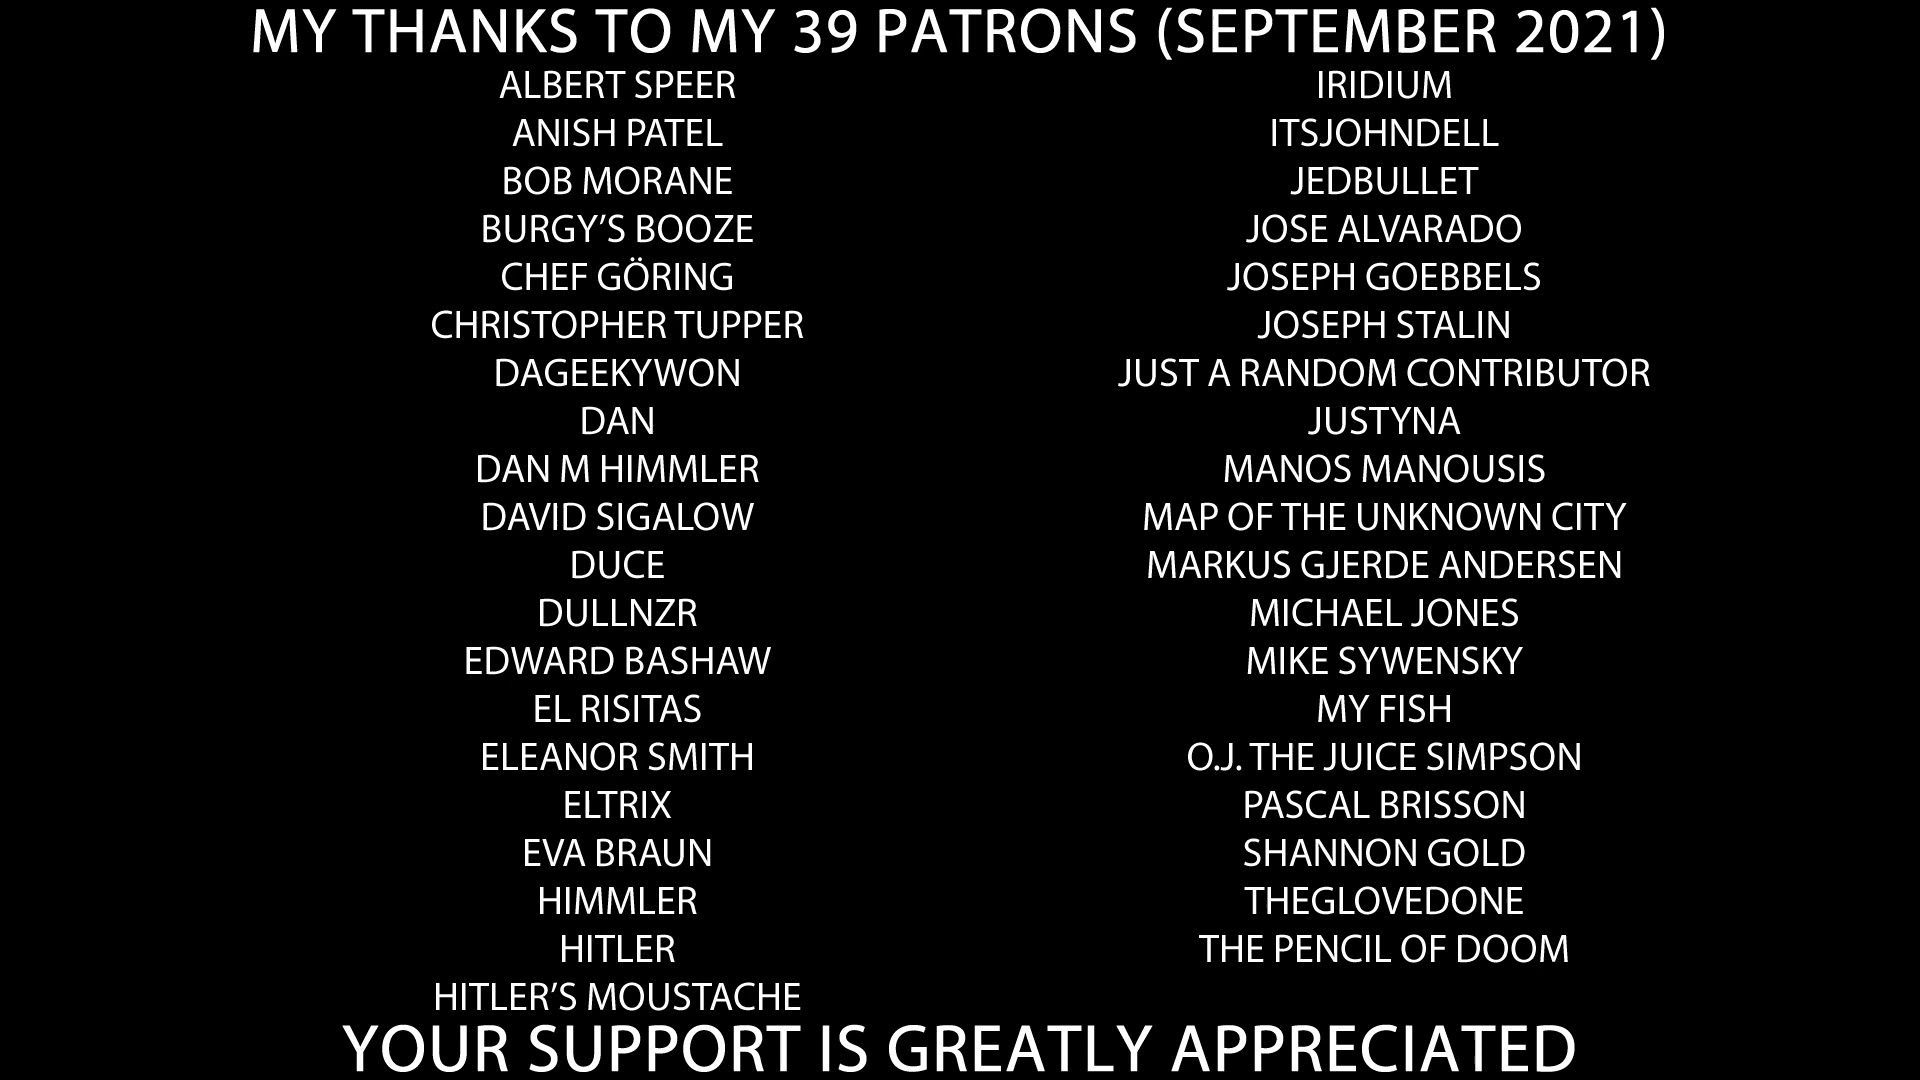 MY THANKS TO MY 39 PATRONS (SEPTEMBER 2021)
ALBERT SPEER
ANISH PATEL
BOB MORANE
BURGY’S BOOZE
CHEF GÖRING
CHRISTOPHER TUPPER
DAGEEKYWON
DAN
DAN M HIMMLER
DAVID SIGALOW
DUCE
DULLNZR
EDWARD BASHAW
EL RISITAS
ELEANOR SMITH
ELTRIX
EVA BRAUN
HIMMLER
HITLER
HITLER’S MOUSTACHE
IRIDIUM
ITSJOHNDELL
JEDBULLET
JOSE ALVARADO
JOSEPH GOEBBELS
JOSEPH STALIN
JUST A RANDOM CONTRIBUTOR
JUSTYNA
MANOS MANOUSIS
MAP OF THE UNKNOWN CITY
MARKUS GJERDE ANDERSEN
MICHAEL JONES
MIKE SYWENSKY
MY FISH
O.J. THE JUICE SIMPSON
PASCAL BRISSON
SHANNON GOLD
THEGLOVEDONE
THE PENCIL OF DOOM
YOUR SUPPORT IS GREATLY APPRECIATED